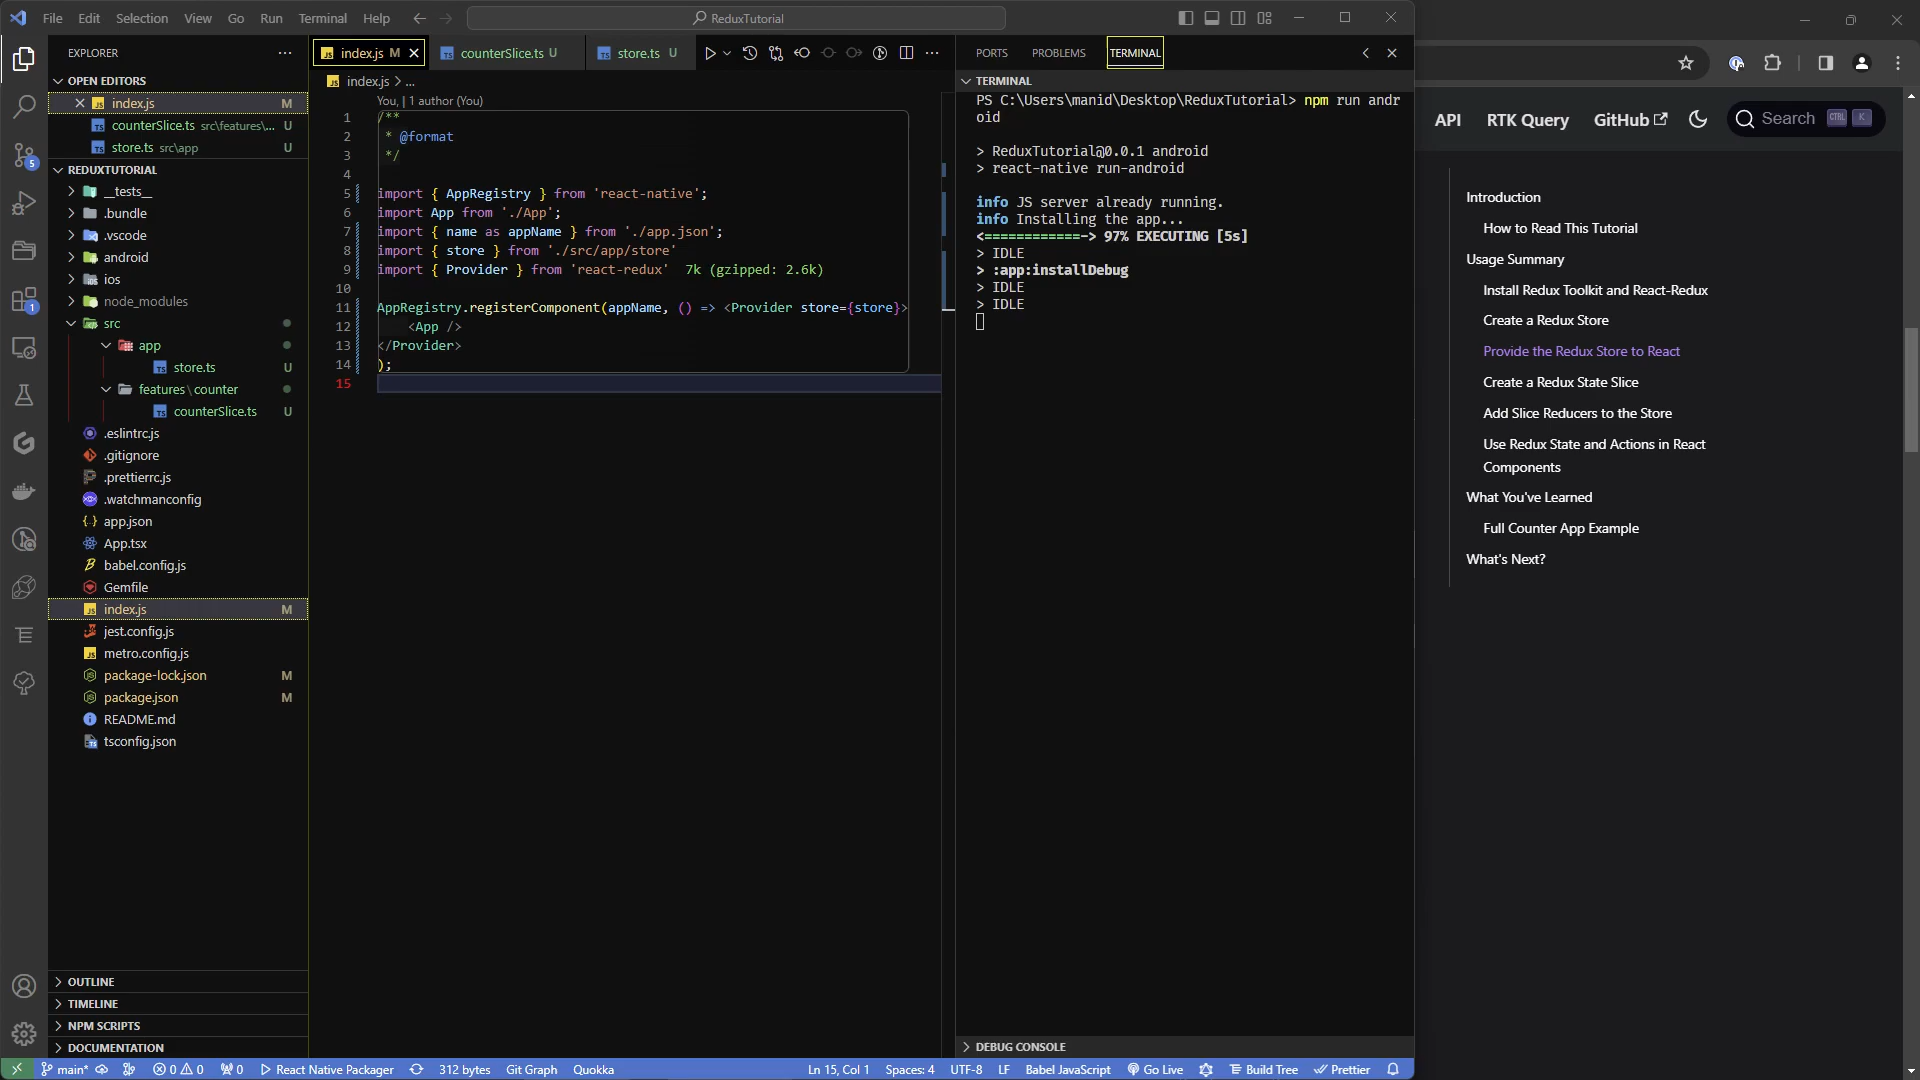 File Edit Selection View Go Run Terminal Help
ReduxTutorial
EXPLORER
OPEN EDITORS
index.js M
counterSlice.ts src\features\... U
store.ts src\app U
REDUXTUTORIAL
__tests__
.bundle
.vscode
android
ios
node_modules
src
app
store.ts U
features\counter
counterSlice.ts U
.eslintrc.js
.gitignore
.prettierrc.js
.watchmanconfig
app.json
App.tsx
babel.config.js
Gemfile
index.js M
jest.config.js
metro.config.js
package-lock.json M
package.json M
README.md
tsconfig.json
OUTLINE
TIMELINE
NPM SCRIPTS
DOCUMENTATION
index.js M counterSlice.ts U store.ts U
index.js > ...
You, | 1 author (You)
1 /**
2 * @format
3 */
4
5 import { AppRegistry } from 'react-native';
6 import App from './App';
7 import { name as appName } from './app.json';
8 import { store } from './src/app/store'
9 import { Provider } from 'react-redux' 7k (gzipped: 2.6k)
10
11 AppRegistry.registerComponent(appName, () => <Provider store={store}>
12 <App />
13 </Provider>
14 );
15
PORTS PROBLEMS TERMINAL
TERMINAL
PS C:\Users\manid\Desktop\ReduxTutorial> npm run andr
oid
> ReduxTutorial@0.0.1 android
> react-native run-android
info JS server already running.
info Installing the app...
<============-> 97% EXECUTING [5s]
> IDLE
> :app:installDebug
> IDLE
> IDLE
DEBUG CONSOLE
API RTK Query GitHub Search CTRL K
Introduction
How to Read This Tutorial
Usage Summary
Install Redux Toolkit and React-Redux
Create a Redux Store
Provide the Redux Store to React
Create a Redux State Slice
Add Slice Reducers to the Store
Use Redux State and Actions in React
Components
What You've Learned
Full Counter App Example
What's Next?
5
1
main* 0 0 0 React Native Packager 312 bytes Git Graph Quokka Ln 15, Col 1 Spaces: 4 UTF-8 LF Babel JavaScript Go Live Build Tree Prettier